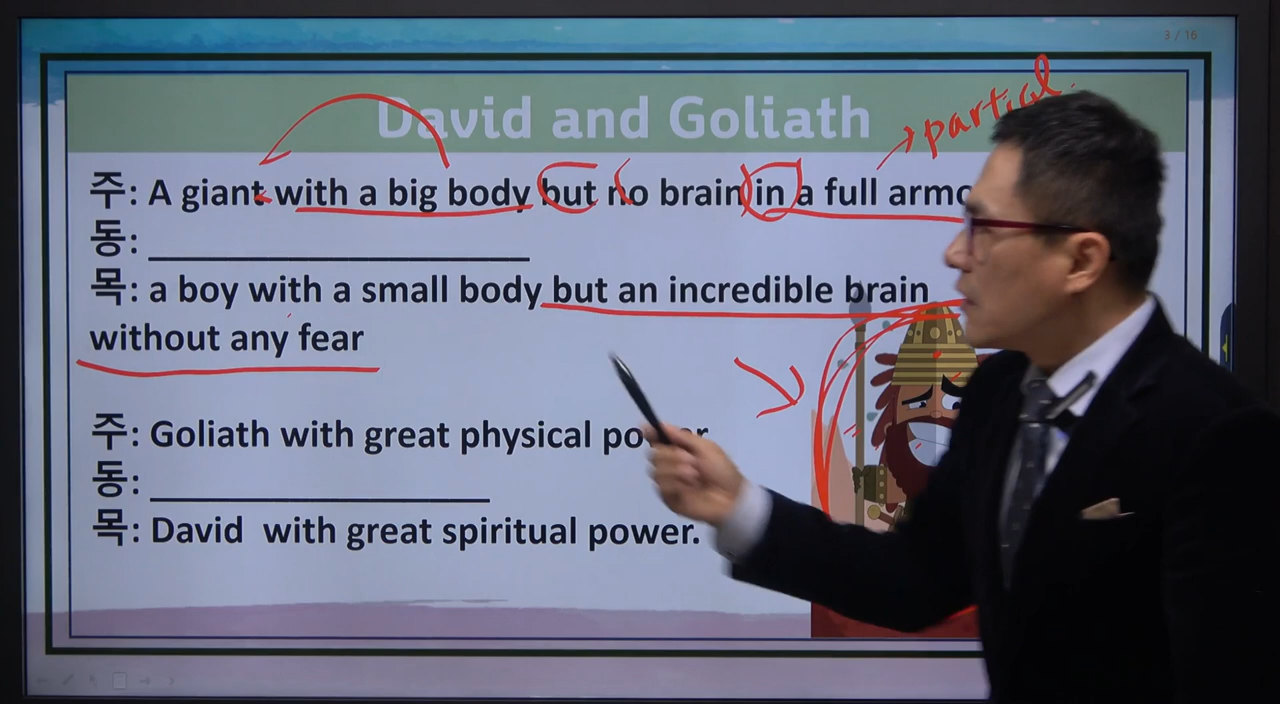 3 / 16
David and Goliath
partial
주: A giant with a big body but no brain in a full
동:
목: a boy with a small body but an incredible brain
without any fear
주: Goliath with great physical
동:
목: David with great spiritual power.